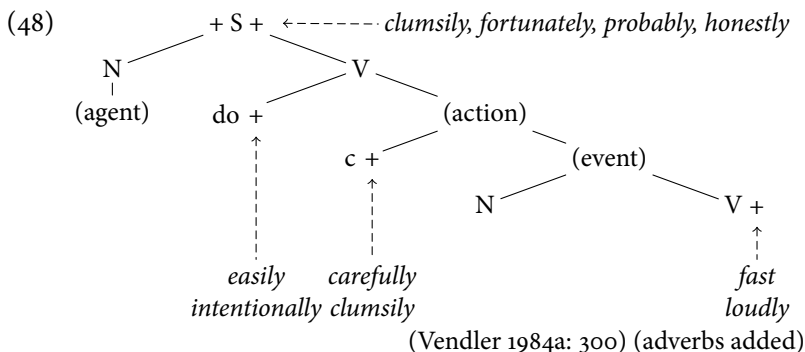 (48) + S + clumsily, fortunately, probably, honestly
N V
(agent) do + (action)
c + (event)
N V +
easily carefully fast
intentionally clumsily loudly
(Vendler 1984a: 300) (adverbs added)